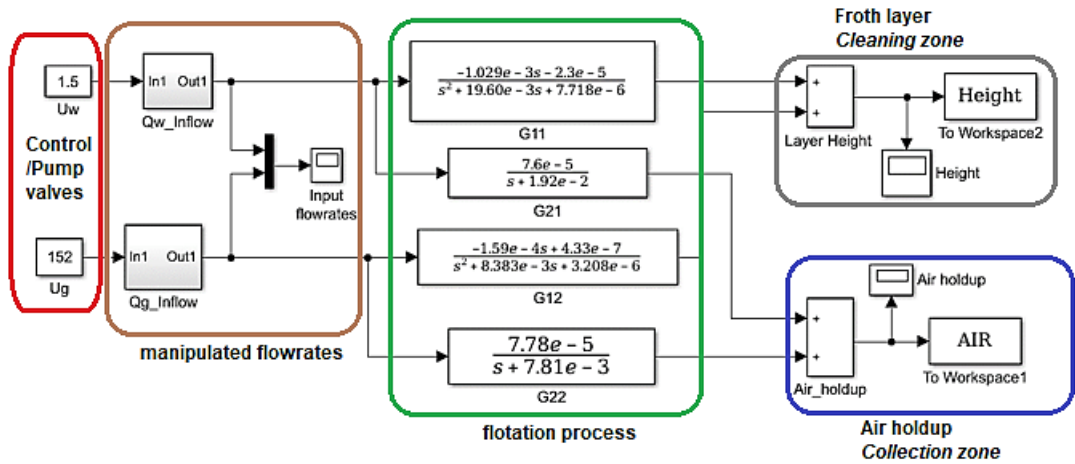 Froth layer
Cleaning zone
1.5
Uw
In1 Out1
Qw_Inflow
−1.029e − 3s − 2.3e − 5
s² + 19.60e − 3s + 7.718e − 6
G11
+
+
Layer Height
Height
To Workspace2
Height
Control
/Pump
valves
Input
flowrates
7.6e − 5
s + 1.92e − 2
G21
152
Ug
In1 Out1
Qg_Inflow
−1.59e − 4s + 4.33e − 7
s² + 8.383e − 3s + 3.208e − 6
G12
Air holdup
+
+
Air_holdup
AIR
To Workspace1
7.78e − 5
s + 7.81e − 3
G22
manipulated flowrates
flotation process
Air holdup
Collection zone